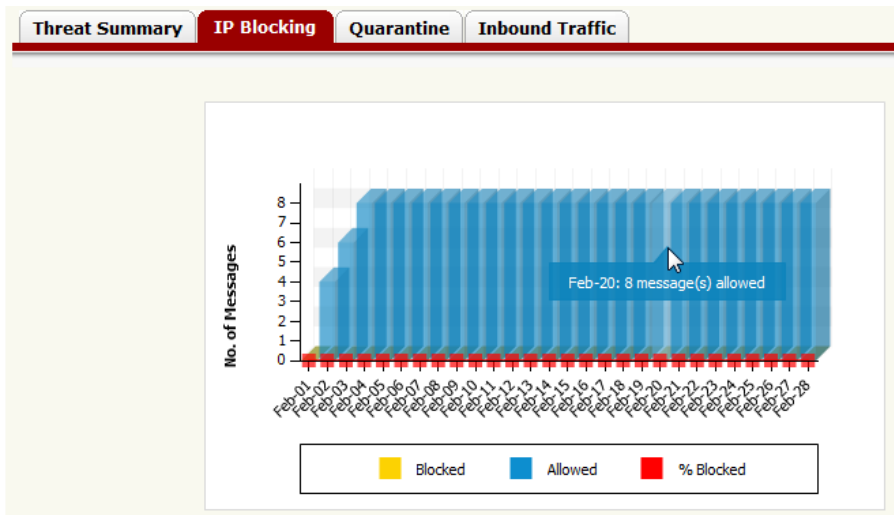 Threat Summary IP Blocking Quarantine Inbound Traffic
No. of Messages
8
7
6
5
4
3
2
1
0
Feb-20: 8 message(s) allowed
Feb-01 Feb-02 Feb-03 Feb-04 Feb-05 Feb-06 Feb-07 Feb-08 Feb-09 Feb-10 Feb-11 Feb-12 Feb-13 Feb-14 Feb-15 Feb-16 Feb-17 Feb-18 Feb-19 Feb-20 Feb-21 Feb-22 Feb-23 Feb-24 Feb-25 Feb-26 Feb-27 Feb-28
Blocked Allowed % Blocked